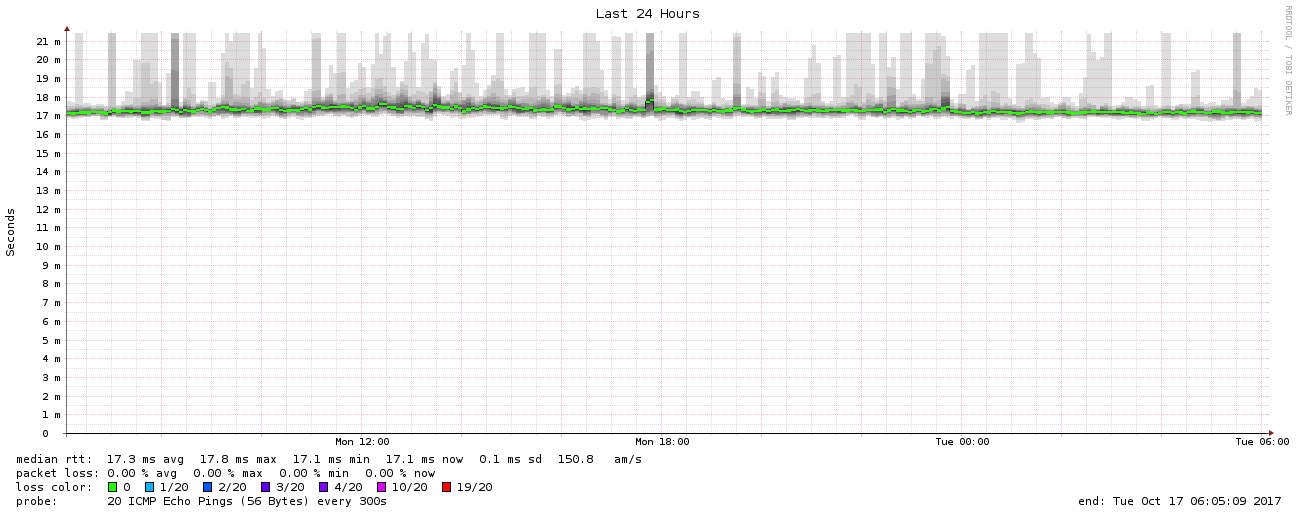 Last 24 Hours
RRDTOOL / TOBI OETIKER
Seconds
21 m
20 m
19 m
18 m
17 m
16 m
15 m
14 m
13 m
12 m
11 m
10 m
9 m
8 m
7 m
6 m
5 m
4 m
3 m
2 m
1 m
0
Mon 12:00 Mon 18:00 Tue 00:00 Tue 06:00
median rtt: 17.3 ms avg 17.8 ms max 17.1 ms min 17.1 ms now 0.1 ms sd 150.8 am/s
packet loss: 0.00 % avg 0.00 % max 0.00 % min 0.00 % now
loss color: 0 1/20 2/20 3/20 4/20 10/20 19/20
probe: 20 ICMP Echo Pings (56 Bytes) every 300s end: Tue Oct 17 06:05:09 2017